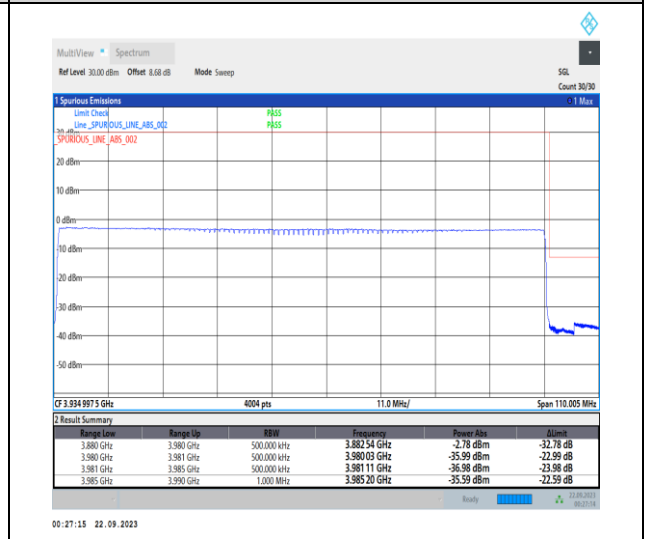 MultiView Spectrum
Ref Level 30.00 dBm Offset 8.68 dB Mode Sweep SGL
Count 30/30
1 Spurious Emissions 1 Max
Limit Check PASS
Line _SPURIOUS_LINE_ABS_002 PASS
_SPURIOUS_LINE_ABS_002
20 dBm
10 dBm
0 dBm
-10 dBm
-20 dBm
-30 dBm
-40 dBm
-50 dBm
CF 3.934 997 5 GHz 4004 pts 11.0 MHz/ Span 110.005 MHz
2 Result Summary
Range Low Range Up RBW Frequency Power Abs ΔLimit
3.880 GHz 3.980 GHz 500.000 kHz 3.882 54 GHz -2.78 dBm -32.78 dB
3.980 GHz 3.981 GHz 500.000 kHz 3.980 03 GHz -35.99 dBm -22.99 dB
3.981 GHz 3.985 GHz 500.000 kHz 3.981 11 GHz -36.98 dBm -23.98 dB
3.985 GHz 3.990 GHz 1.000 MHz 3.985 20 GHz -35.59 dBm -22.59 dB
Ready 22.09.2023
00:27:14
00:27:15 22.09.2023